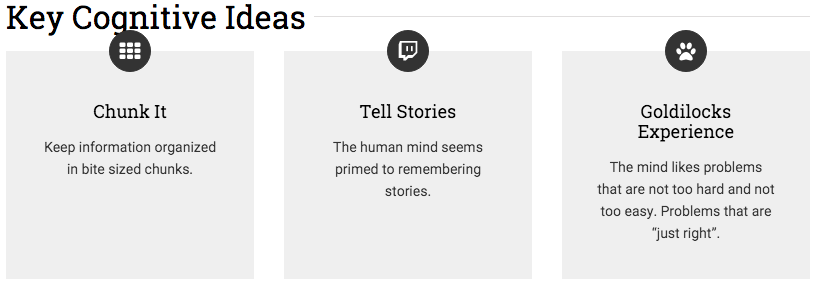 Key Cognitive Ideas
Chunk It
Keep information organized
in bite sized chunks.
Tell Stories
The human mind seems
primed to remembering
stories.
Goldilocks
Experience
The mind likes problems
that are not too hard and not
too easy. Problems that are
“just right”.